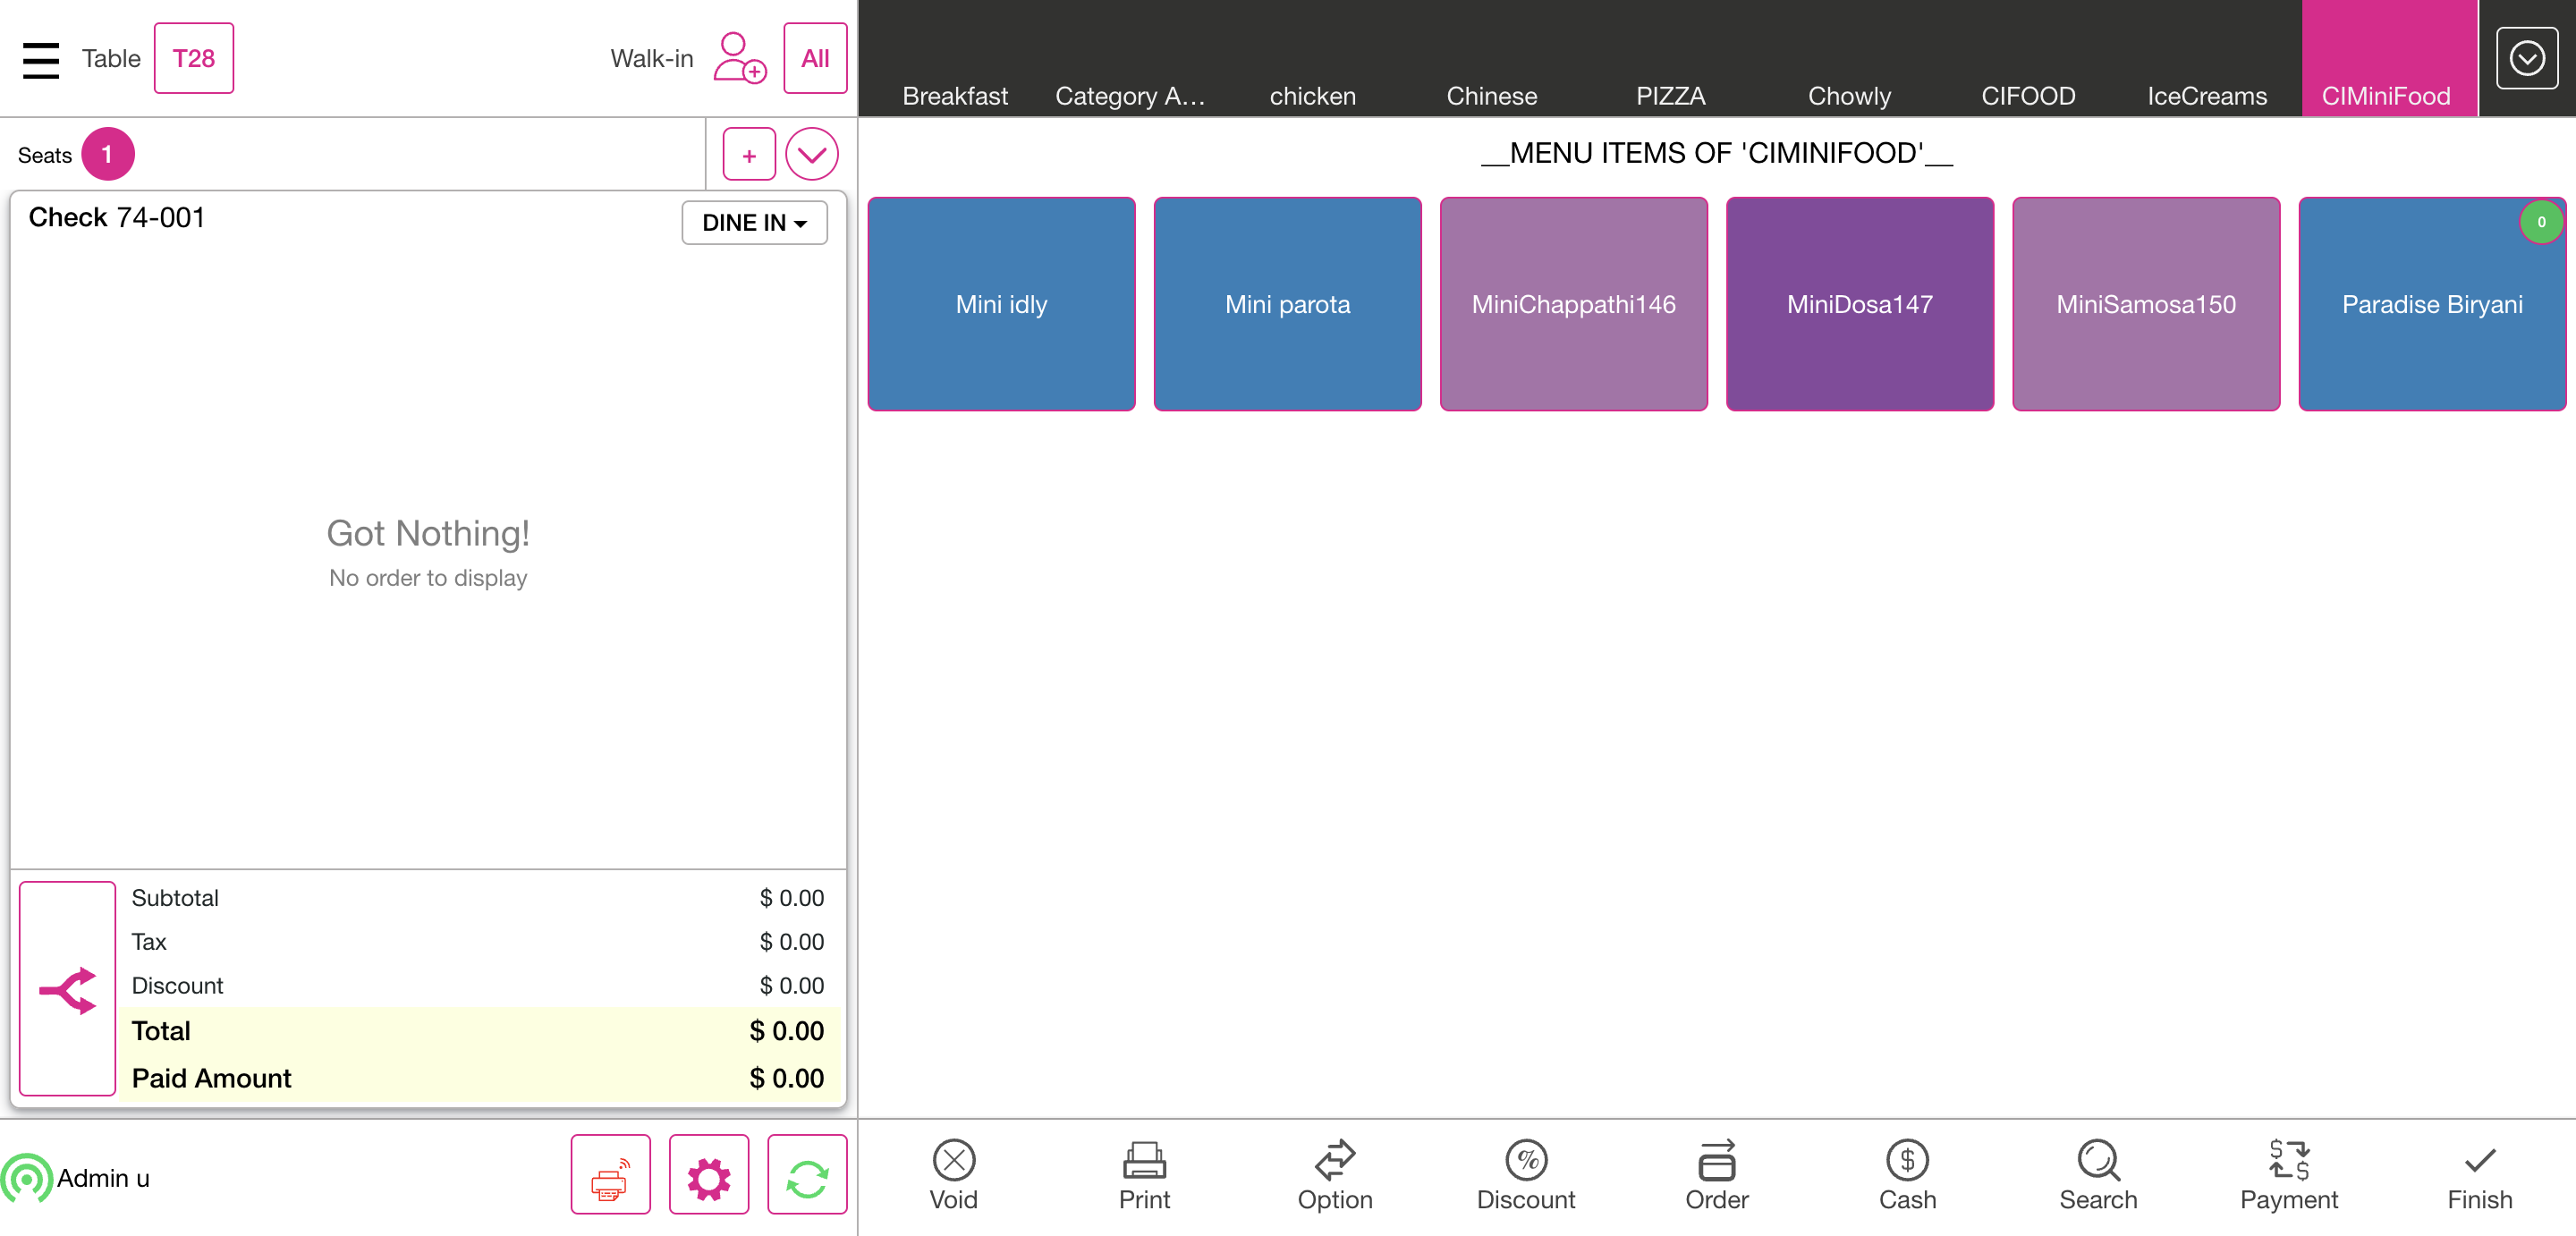 Table T28 Walk-in All
Breakfast Category A... chicken Chinese PIZZA Chowly CIFOOD IceCreams CIMiniFood
Seats 1 +
Check 74-001 DINE IN
Got Nothing!
No order to display
Subtotal $ 0.00
Tax $ 0.00
Discount $ 0.00
Total $ 0.00
Paid Amount $ 0.00
Admin u
__MENU ITEMS OF 'CIMINIFOOD'__
0
Mini idly Mini parota MiniChappathi146 MiniDosa147 MiniSamosa150 Paradise Biryani
Void Print Option Discount Order Cash Search Payment Finish